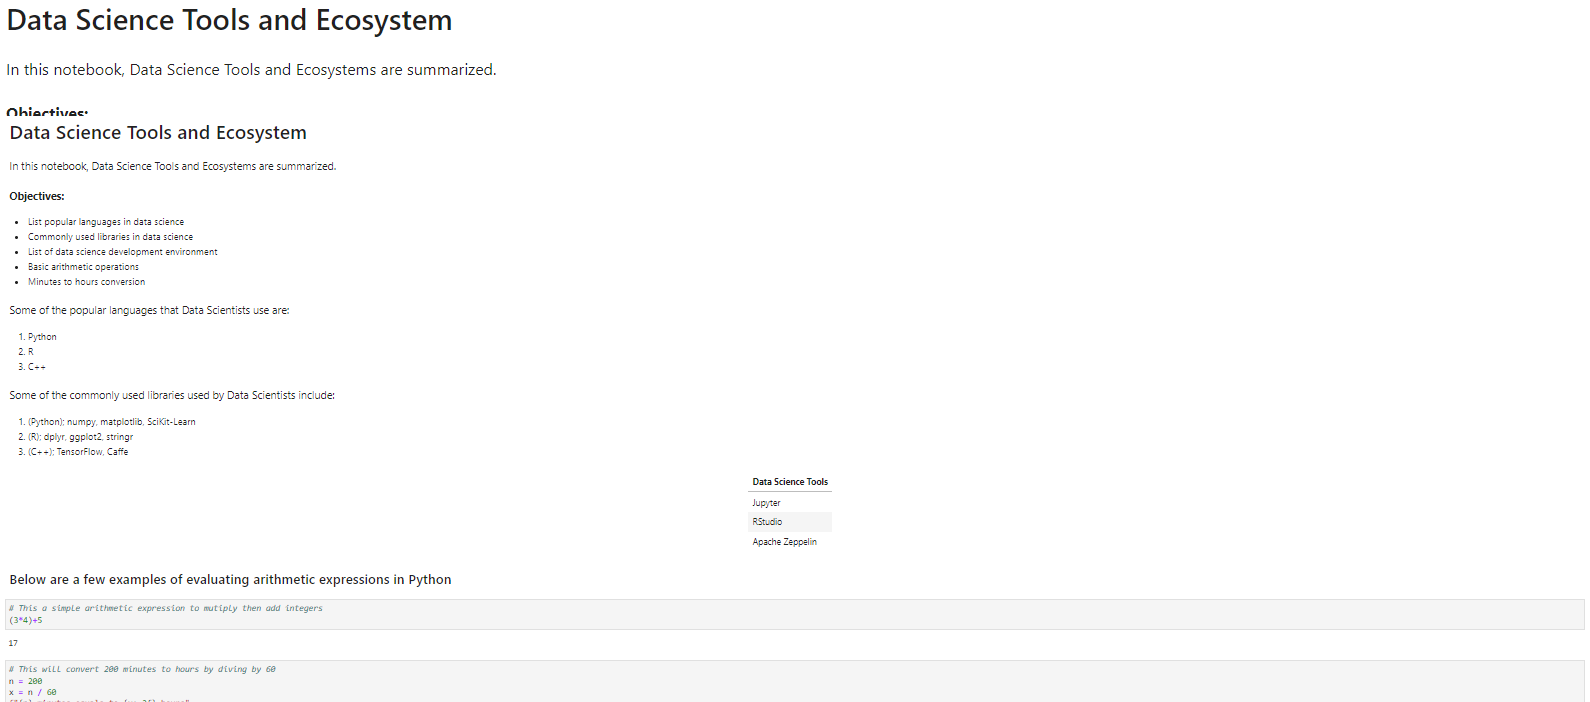 Data Science Tools and Ecosystem
In this notebook, Data Science Tools and Ecosystems are summarized.
Objectives:
Data Science Tools and Ecosystem
In this notebook, Data Science Tools and Ecosystems are summarized.
Objectives:
• List popular languages in data science
• Commonly used libraries in data science
• List of data science development environment
• Basic arithmetic operations
• Minutes to hours conversion
Some of the popular languages that Data Scientists use are:
1. Python
2. R
3. C++
Some of the commonly used libraries used by Data Scientists include:
1. (Python): numpy, matplotlib, SciKit-Learn
2. (R): dplyr, ggplot2, stringr
3. (C++): TensorFlow, Caffe
Data Science Tools
Jupyter
RStudio
Apache Zeppelin
Below are a few examples of evaluating arithmetic expressions in Python
# This a simple arithmetic expression to mutiply then add integers
(3*4)+5
17
# This will convert 200 minutes to hours by diving by 60
n = 200
x = n / 60